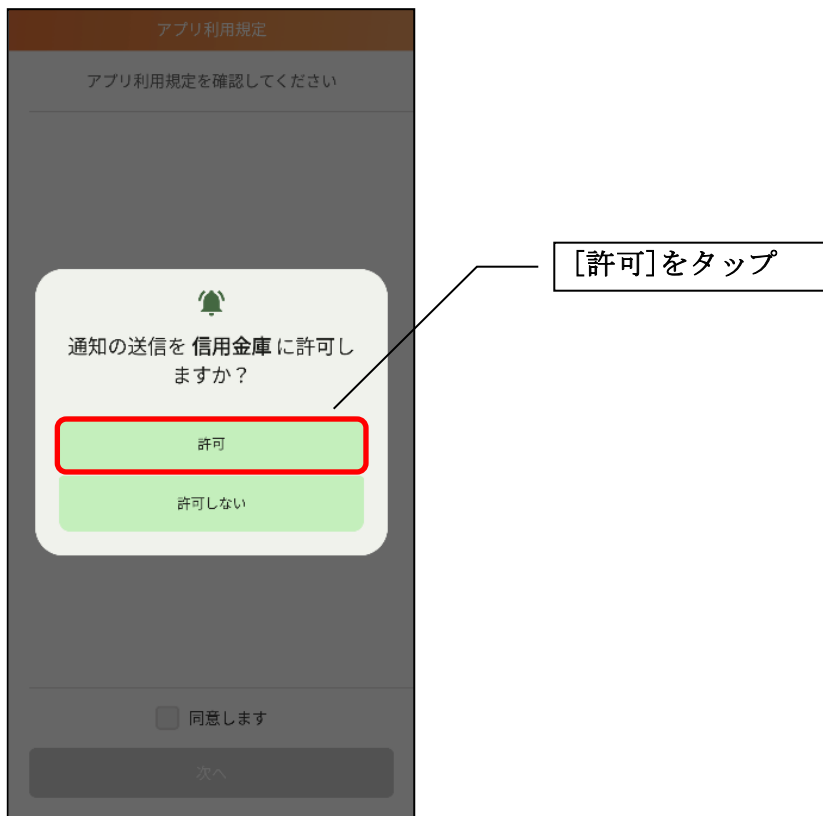 アプリ利用規定
アプリ利用規定を確認してください
通知の送信を 信用金庫 に許可し
ますか？
許可
許可しない
[許可]をタップ
同意します
次へ